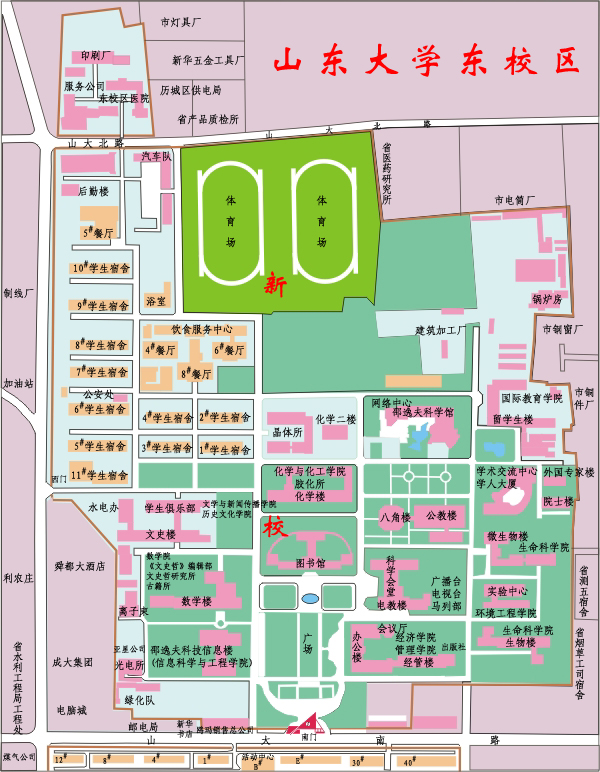 山东大学东校区
市灯具厂
印刷厂
新华五金工具厂
服务公司
历城区供电局
东校区医院
省产品质检所
山大北路
山大北路
汽车队
省医药研究所
后勤楼
体育场
体育场
市电筒厂
5#餐厅
10#学生宿舍
新
制线厂
浴室
锅炉房
9#学生宿舍
饮食服务中心
建筑加工厂
市钢窗厂
8#学生宿舍
4#餐厅
6#餐厅
7#学生宿舍
8#餐厅
加油站
公安处
国际教育学院
市钢件厂
网络中心
6#学生宿舍
4#学生宿舍
2#学生宿舍
化学二楼
邵逸夫科学馆
留学生楼
晶体所
5#学生宿舍
3#学生宿舍
1#学生宿舍
西门
11#学生宿舍
化学与化工学院
胶化所
化学楼
学术交流中心
学人大厦
外国专家楼
院士楼
水电办
学生俱乐部
文学与新闻传播学院
历史文化学院
校
八角楼
公教楼
文史楼
微生物楼
生命科学学院
数学院
《文史哲》编辑部
文史哲研究所
古籍所
图书馆
舜都大酒店
科学会堂
利农庄
广播台
电视台
马列部
省测五宿舍
数学楼
实验中心
离子束
电教楼
环境工程学院
会议厅
省水利工程局工程处
广场
办公楼
经济学院
管理学院
经管楼
出版社
生命科学学院
生物楼
省烟草工司宿舍
亚星公司
邵逸夫科技信息楼
(信息科学与工程学院)
成大集团
光电所
绿化队
电脑城
邮电局
新华书店
南门
山大南路
煤气公司
12#
8#
4#
1#
活动中心
B#
E#
30#
40#